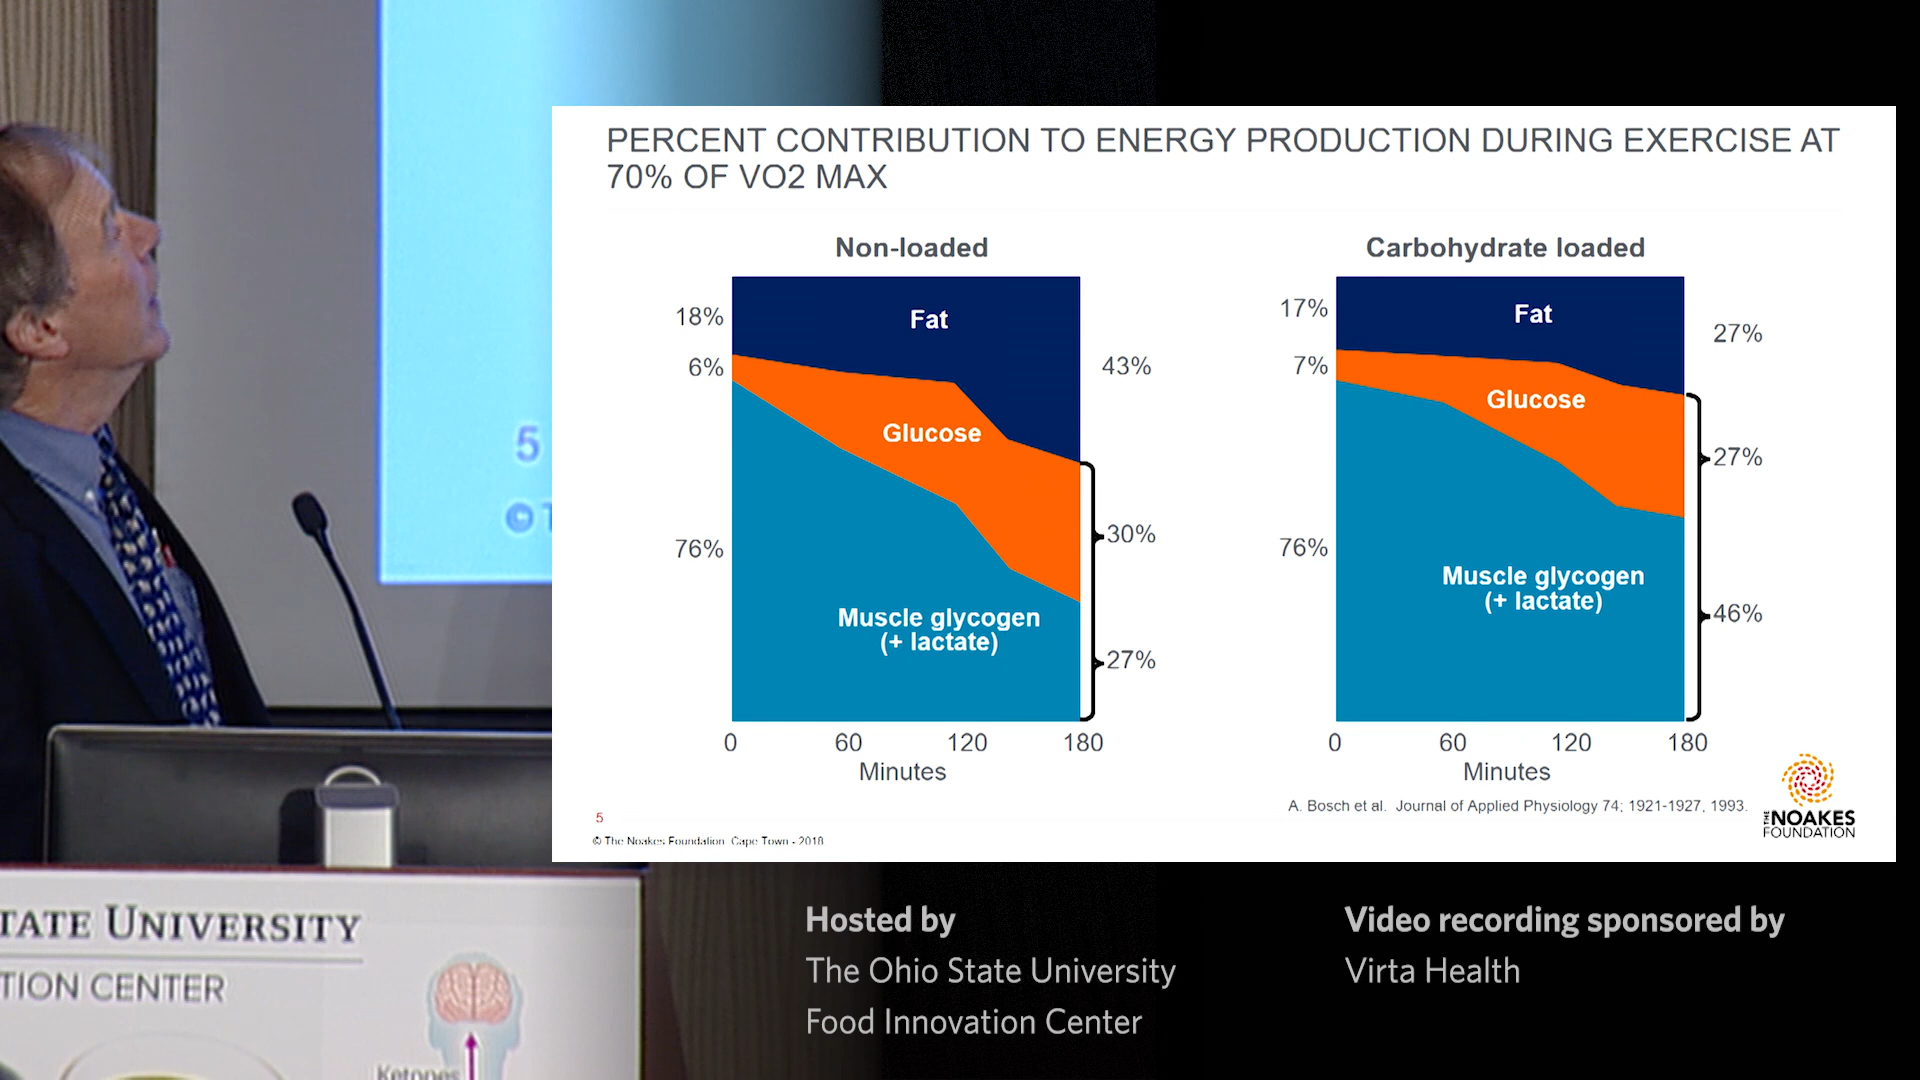 PERCENT CONTRIBUTION TO ENERGY PRODUCTION DURING EXERCISE AT
70% OF VO2 MAX
Non-loaded
18%
6%
76%
Fat
Glucose
Muscle glycogen
(+ lactate)
43%
30%
27%
0 60 120 180
Minutes
Carbohydrate loaded
17%
7%
76%
Fat
Glucose
Muscle glycogen
(+ lactate)
27%
27%
46%
0 60 120 180
Minutes
A. Bosch et al. Journal of Applied Physiology 74; 1921-1927, 1993.
5
© The Noakes Foundation Cape Town - 2018
THE NOAKES
FOUNDATION
5
©
TATE UNIVERSITY
TION CENTER
Ketones
Hosted by
The Ohio State University
Food Innovation Center
Video recording sponsored by
Virta Health